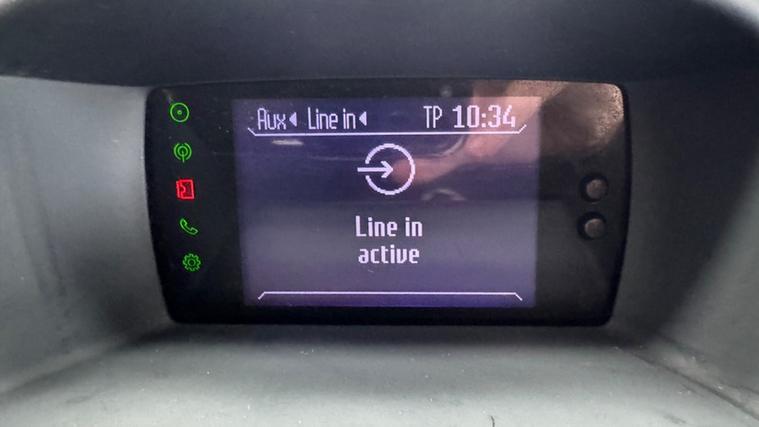 Aux Line in TP 10:34
Line in
active